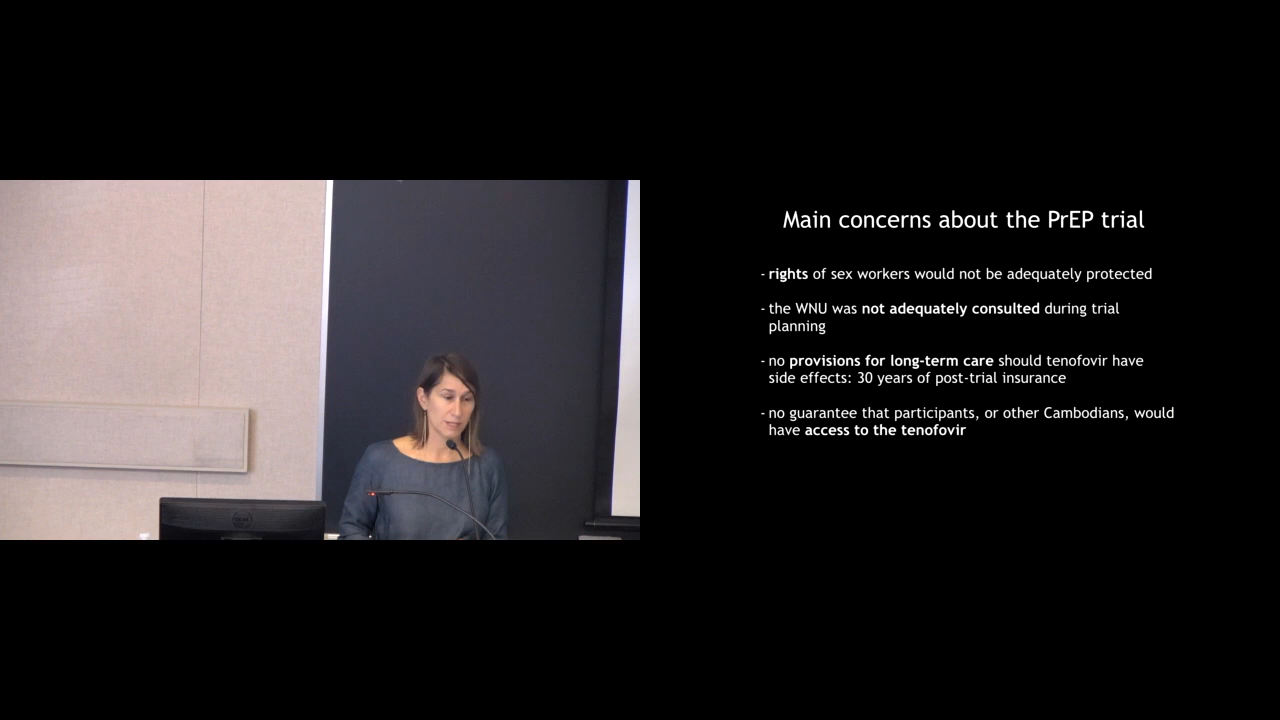 Main concerns about the PrEP trial
- rights of sex workers would not be adequately protected
- the WNU was not adequately consulted during trial
planning
- no provisions for long-term care should tenofovir have
side effects: 30 years of post-trial insurance
- no guarantee that participants, or other Cambodians, would
have access to the tenofovir